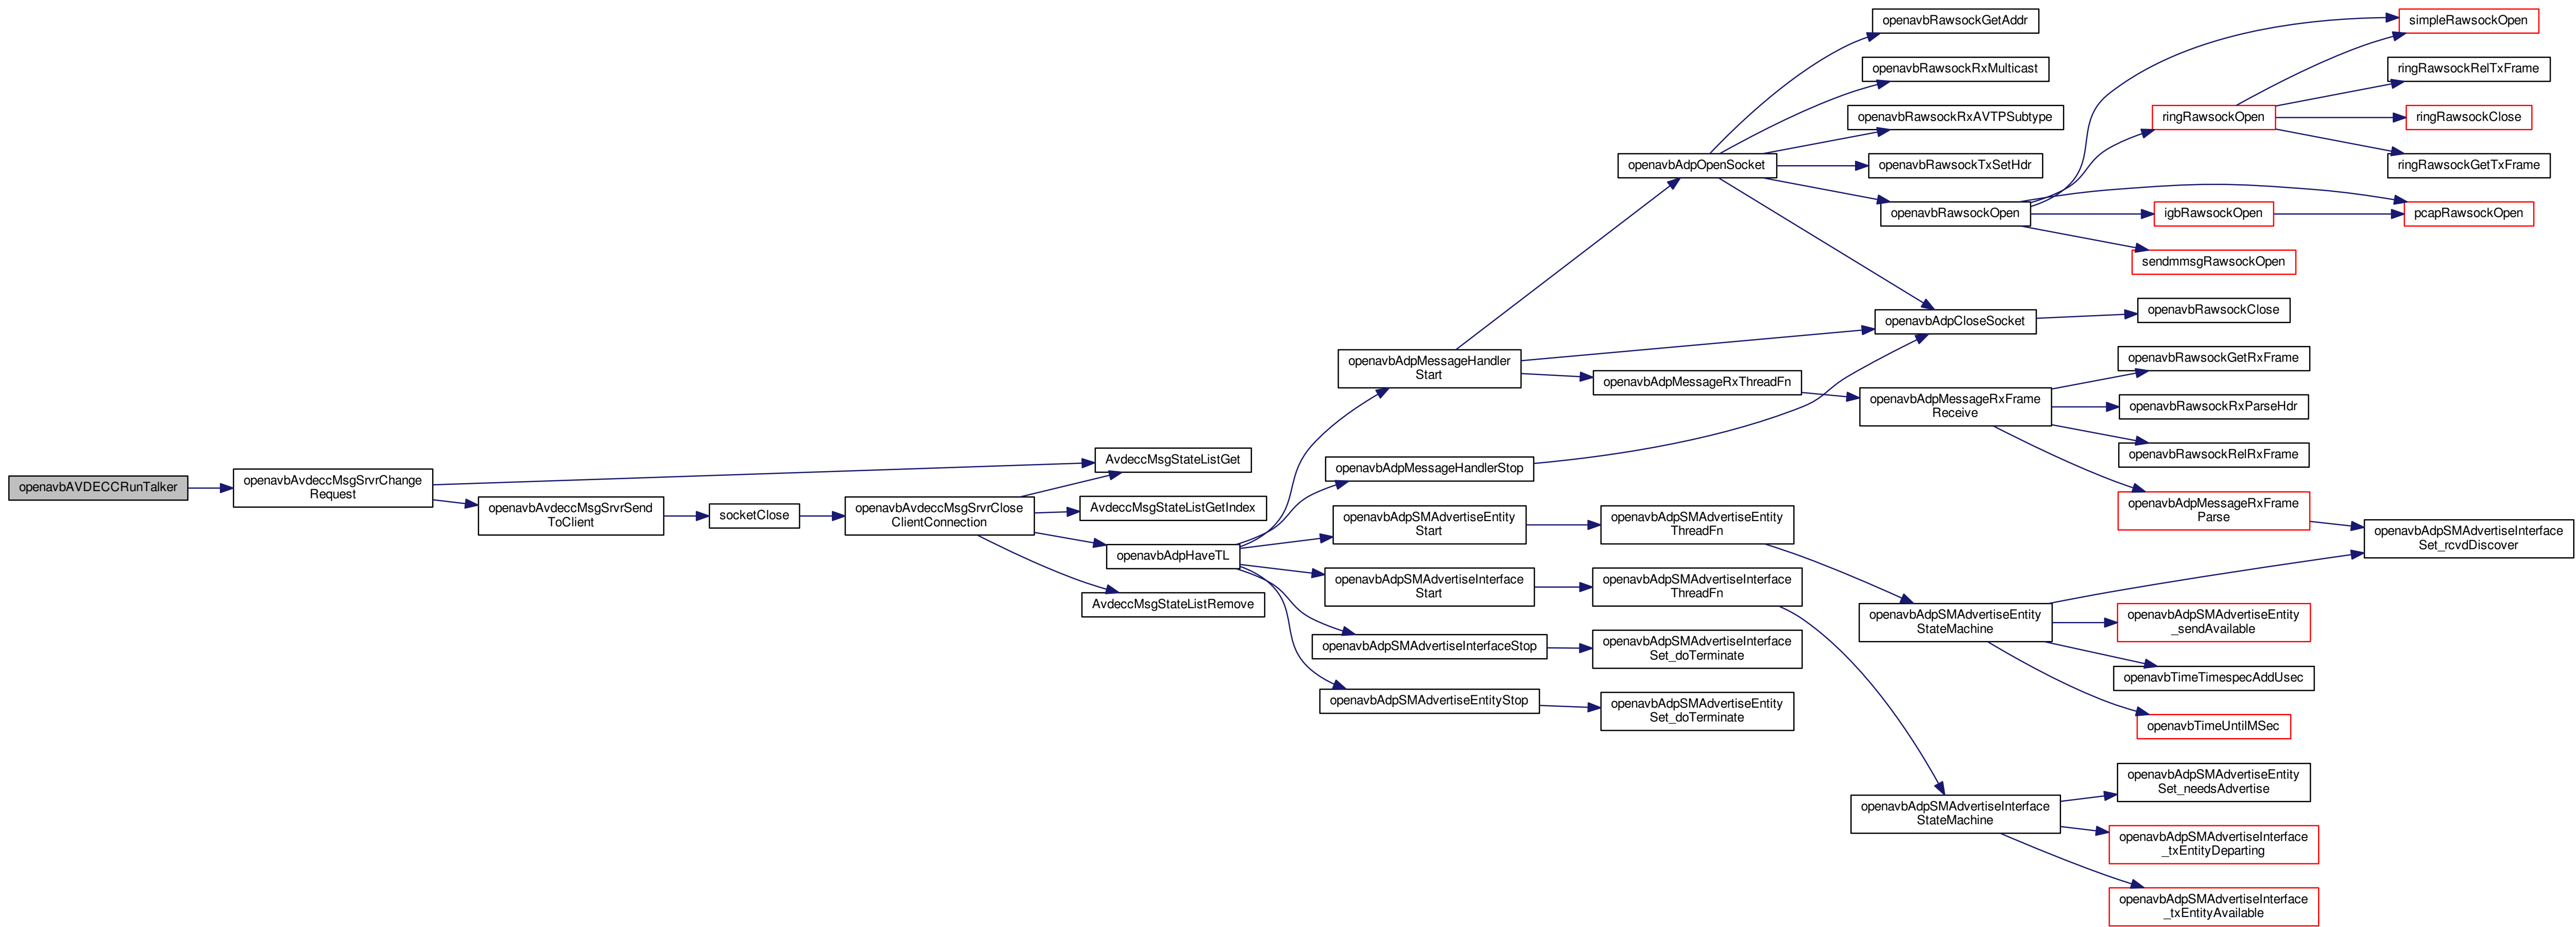 openavbAVDECCRunTalker
openavbAvdeccMsgSrvrChange
Request
AvdeccMsgStateListGet
openavbAvdeccMsgSrvrSend
ToClient
socketClose
openavbAvdeccMsgSrvrClose
ClientConnection
AvdeccMsgStateListGetIndex
openavbAdpHaveTL
AvdeccMsgStateListRemove
openavbAdpMessageHandler
Start
openavbAdpMessageHandlerStop
openavbAdpSMAdvertiseEntity
Start
openavbAdpSMAdvertiseInterface
Start
openavbAdpSMAdvertiseInterfaceStop
openavbAdpSMAdvertiseEntityStop
openavbAdpOpenSocket
openavbAdpMessageRxThreadFn
openavbAdpSMAdvertiseEntity
ThreadFn
openavbAdpSMAdvertiseInterface
ThreadFn
openavbAdpSMAdvertiseInterface
Set_doTerminate
openavbAdpSMAdvertiseEntity
Set_doTerminate
openavbRawsockGetAddr
openavbRawsockRxMulticast
openavbRawsockRxAVTPSubtype
openavbRawsockTxSetHdr
openavbRawsockOpen
openavbAdpCloseSocket
openavbAdpMessageRxFrame
Receive
openavbAdpSMAdvertiseEntity
StateMachine
openavbAdpSMAdvertiseInterface
StateMachine
ringRawsockOpen
igbRawsockOpen
sendmmsgRawsockOpen
openavbRawsockClose
openavbRawsockGetRxFrame
openavbRawsockRxParseHdr
openavbRawsockRelRxFrame
openavbAdpMessageRxFrame
Parse
openavbAdpSMAdvertiseEntity
_sendAvailable
openavbTimeTimespecAddUsec
openavbTimeUntilMSec
openavbAdpSMAdvertiseEntity
Set_needsAdvertise
openavbAdpSMAdvertiseInterface
_txEntityDeparting
openavbAdpSMAdvertiseInterface
_txEntityAvailable
simpleRawsockOpen
ringRawsockRelTxFrame
ringRawsockClose
ringRawsockGetTxFrame
pcapRawsockOpen
openavbAdpSMAdvertiseInterface
Set_rcvdDiscover